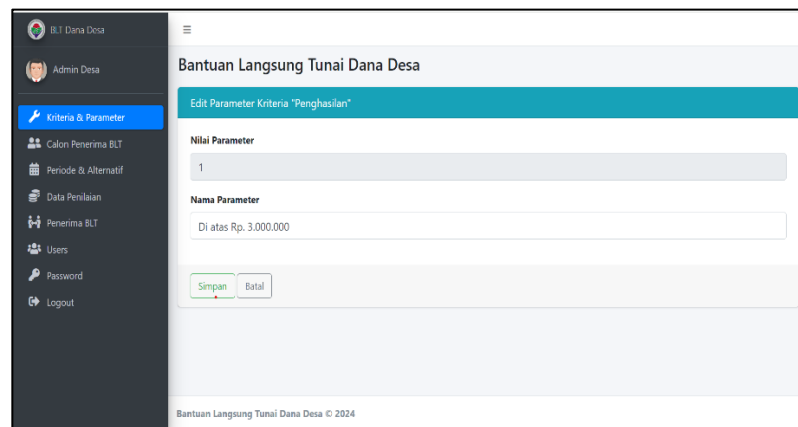 BLT Dana Desa
Admin Desa
Kriteria & Parameter
Calon Penerima BLT
Periode & Alternatif
Data Penilaian
Penerima BLT
Users
Password
Logout
Bantuan Langsung Tunai Dana Desa
Edit Parameter Kriteria "Penghasilan"
Nilai Parameter
1
Nama Parameter
Di atas Rp. 3.000.000
Simpan Batal
Bantuan Langsung Tunai Dana Desa © 2024